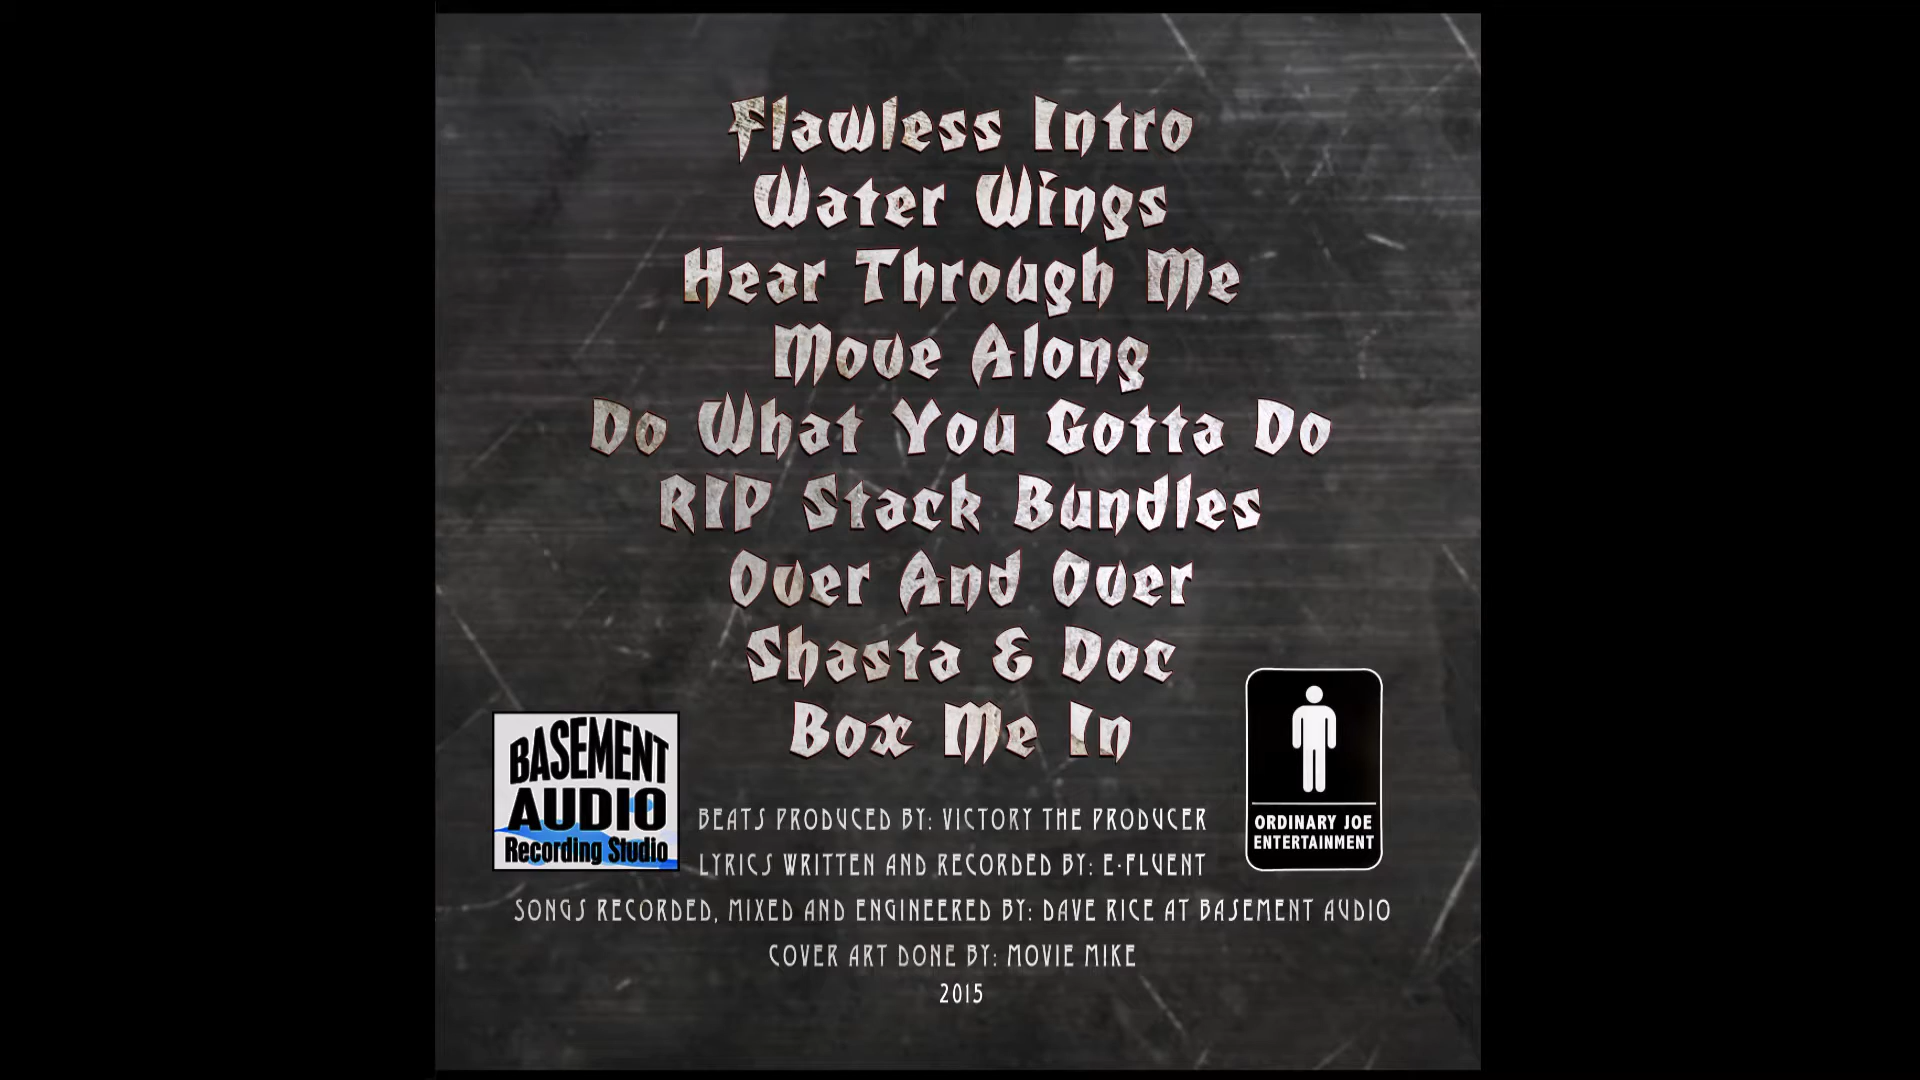 Flawless Intro
Water Wings
Hear Through Me
Move Along
Do What You Gotta Do
RIP Stack Bundles
Over And Over
Shasta & Doc
Box Me In
BASEMENT
AUDIO
Recording Studio
ORDINARY JOE
ENTERTAINMENT
BEATS PRODUCED BY: VICTORY THE PRODUCER
LYRICS WRITTEN AND RECORDED BY: E-FLUENT
SONGS RECORDED, MIXED AND ENGINEERED BY: DAVE RICE AT BASEMENT AUDIO
COVER ART DONE BY: MOVIE MIKE
2015